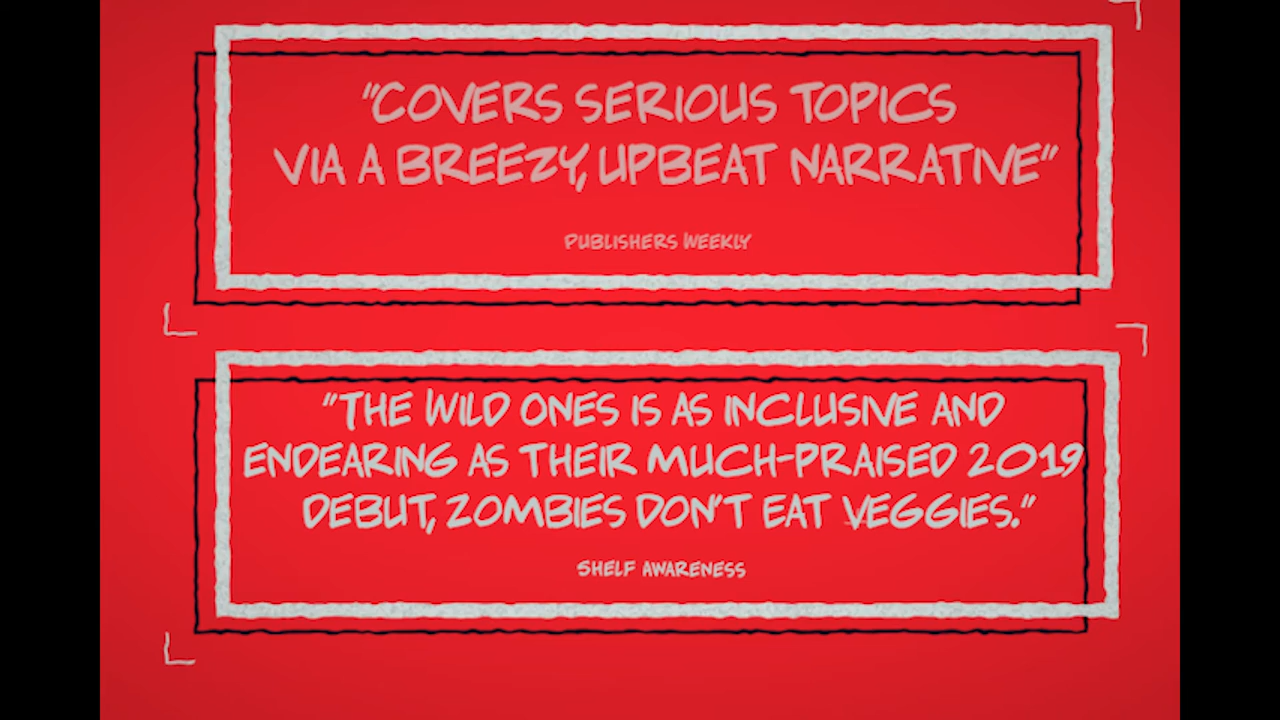 "COVERS SERIOUS TOPICS
VIA A BREEZY, UPBEAT NARRATIVE"
PUBLISHERS WEEKLY
"THE WILD ONES IS AS INCLUSIVE AND
ENDEARING AS THEIR MUCH-PRAISED 2019
DEBUT, ZOMBIES DON'T EAT VEGGIES."
SHELF AWARENESS